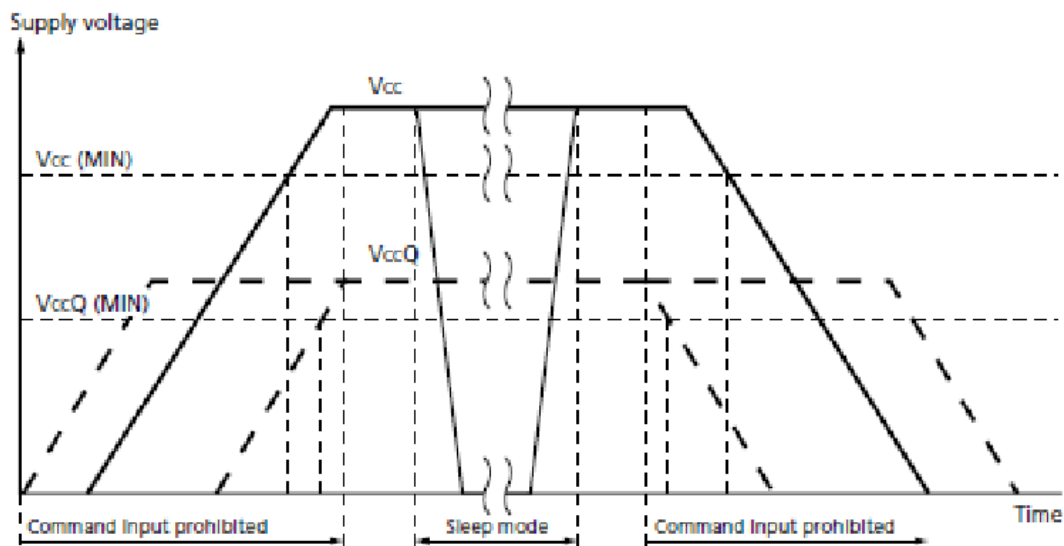 Supply voltage
Vcc
Vcc (MIN)
VccQ
VccQ (MIN)
Time
Command input prohibited
Sleep mode
Command input prohibited